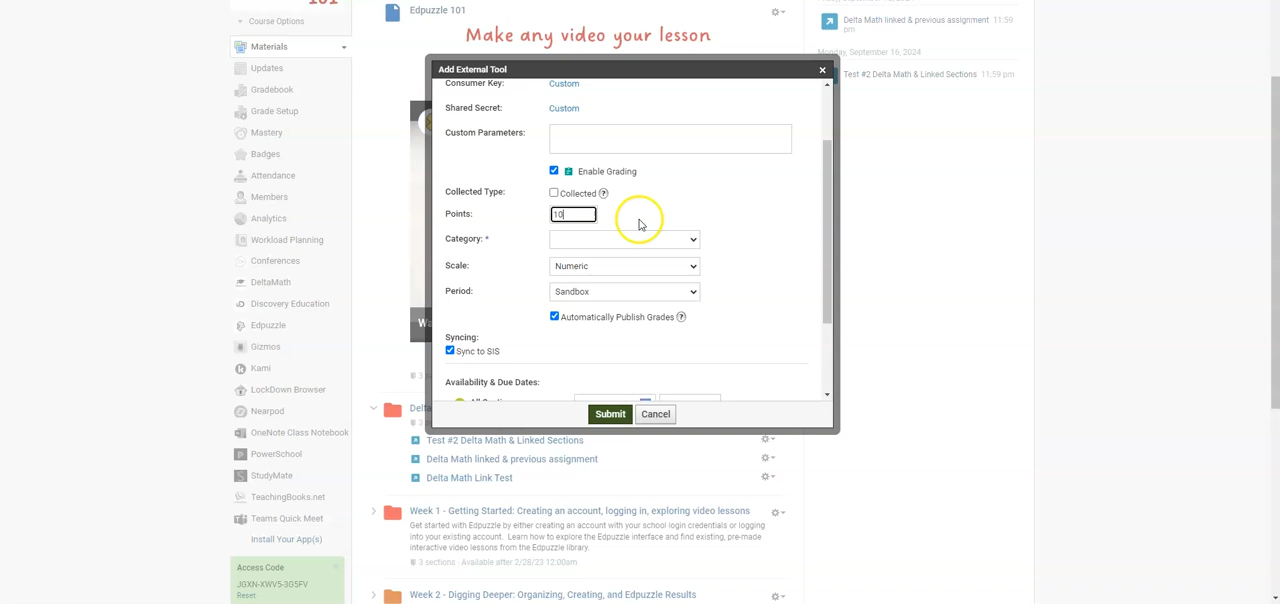 101
Course Options
Materials
Updates
Gradebook
Grade Setup
Mastery
Badges
Attendance
Members
Analytics
Workload Planning
Conferences
DeltaMath
Discovery Education
Edpuzzle
Gizmos
Kami
LockDown Browser
Nearpod
OneNote Class Notebook
PowerSchool
StudyMate
TeachingBooks.net
Teams Quick Meet
Install Your App(s)
Access Code
JGXN-XWV5-3G5FV
Reset
Edpuzzle 101
Make any video your lesson
Add External Tool
Consumer Key: Custom
Shared Secret: Custom
Custom Parameters:
Enable Grading
Collected Type: Collected ?
Points: 10
Category: *
Scale: Numeric
Period: Sandbox
Automatically Publish Grades ?
Syncing:
Sync to SIS
Availability & Due Dates:
Submit Cancel
Delta
Test #2 Delta Math & Linked Sections
Delta Math linked & previous assignment
Delta Math Link Test
Week 1 - Getting Started: Creating an account, logging in, exploring video lessons
Get started with Edpuzzle by either creating an account with your school login credentials or logging
into your existing account. Learn how to explore the Edpuzzle interface and find existing, pre-made
interactive video lessons from the Edpuzzle library.
3 sections · Available after 2/28/23 12:00am
Week 2 - Digging Deeper: Organizing, Creating, and Edpuzzle Results
Delta Math linked & previous assignment 11:59
pm
Monday, September 16, 2024
Test #2 Delta Math & Linked Sections 11:59 pm